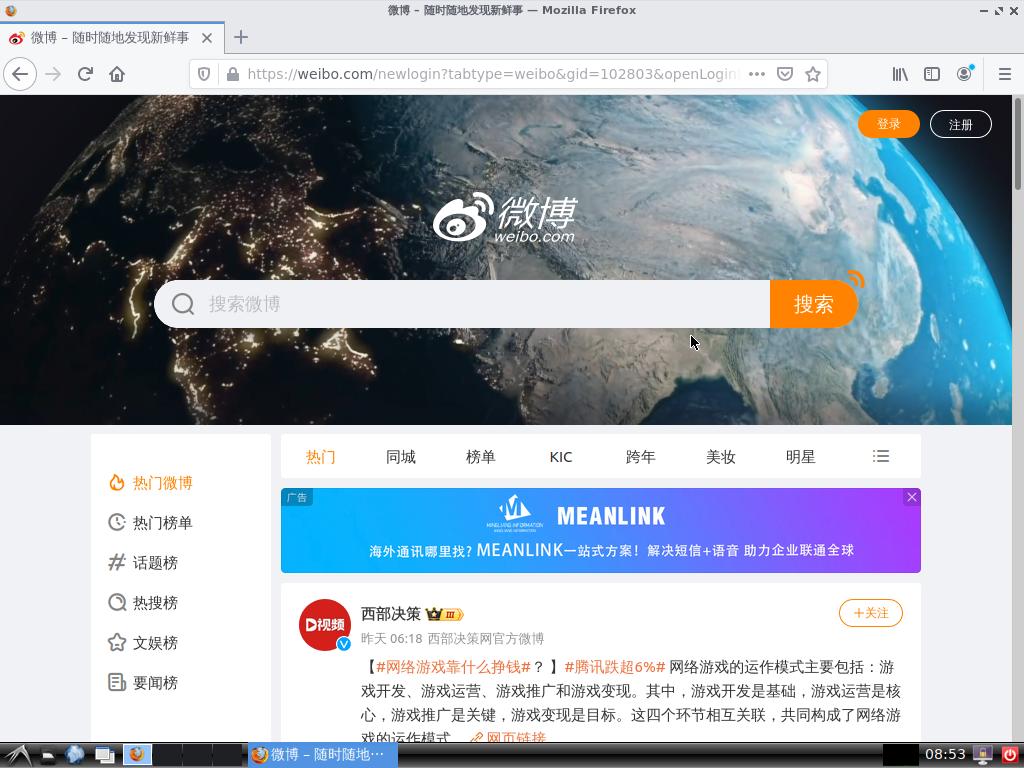 微博 – 随时随地发现新鲜事 — Mozilla Firefox
微博 – 随时随地发现新鲜事
https://weibo.com/newlogin?tabtype=weibo&gid=102803&openLogin
登录
注册
微博
weibo.com
搜索微博
搜索
热门
同城
榜单
KIC
跨年
美妆
明星
热门微博
热门榜单
话题榜
热搜榜
文娱榜
要闻榜
广告
MINGLIANG INFORMATION
MEANLINK
海外通讯哪里找? MEANLINK一站式方案! 解决短信+语音 助力企业联通全球
D视频
西部决策
III
+关注
昨天 06:18 西部决策网官方微博
【#网络游戏靠什么挣钱#？】#腾讯跌超6%# 网络游戏的运作模式主要包括：游
戏开发、游戏运营、游戏推广和游戏变现。其中，游戏开发是基础，游戏运营是核
心，游戏推广是关键，游戏变现是目标。这四个环节相互关联，共同构成了网络游
戏的运作模式。 网页链接
微博 – 随时随地···
08:53